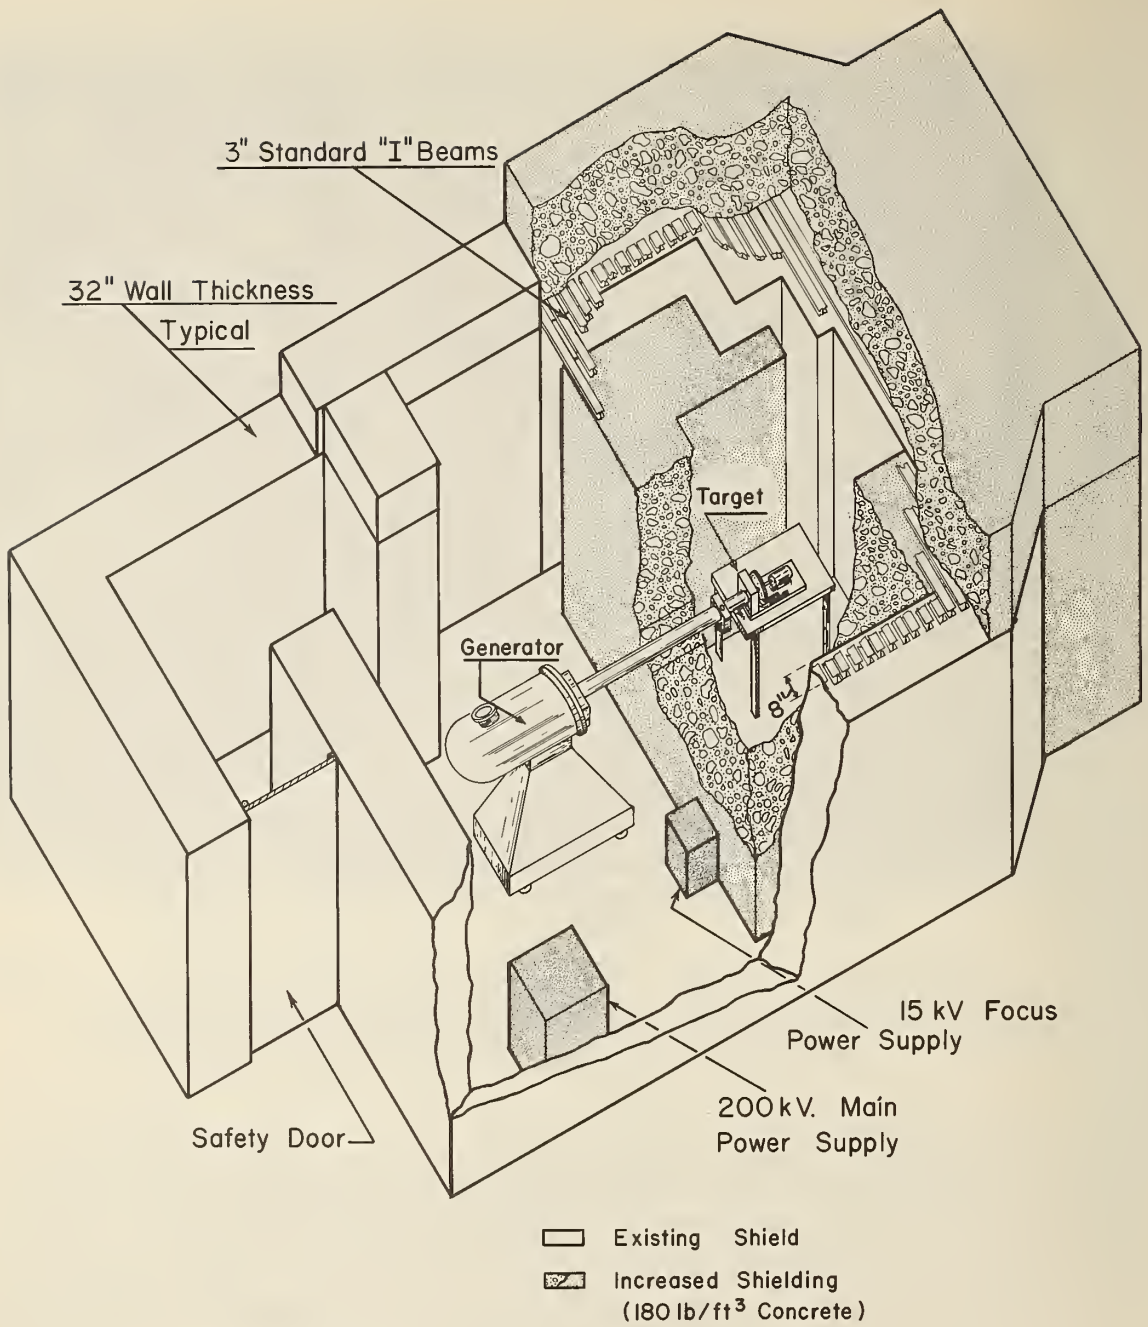 3" Standard "I" Beams
32" Wall Thickness
Typical
Target
Generator
8"
15 kV Focus
Power Supply
200 kV. Main
Power Supply
Safety Door
Existing Shield
Increased Shielding
(180 lb/ft³ Concrete)